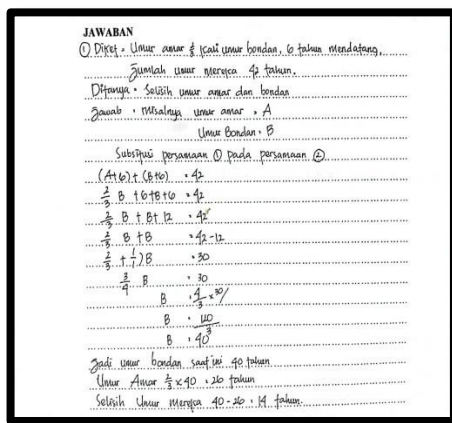 JAWABAN
① Diket = Umur amar ⅔ kali umur bondan, 6 tahun mendatang,
Jumlah umur mereka 42 tahun.
Ditanya = Selisih umur amar dan bondan
Jawab : misalnya umur amar = A
Umur Bondan = B
Substitusi persamaan ① pada persamaan ②
(A+6) + (B+6) = 42
2/3 B + 6+B+6 = 42
2/3 B + B+ 12 = 42
2/3 B + B = 42-12
2/3 + 1/1) B = 30
3/4 B = 30
B = 4/3 × 30/
B = 40
Jadi umur bondan saat ini 40 tahun
Umur Amar 2/3 × 40 = 26 tahun
Selisih Umur mereka 40 - 26 = 14 tahun.